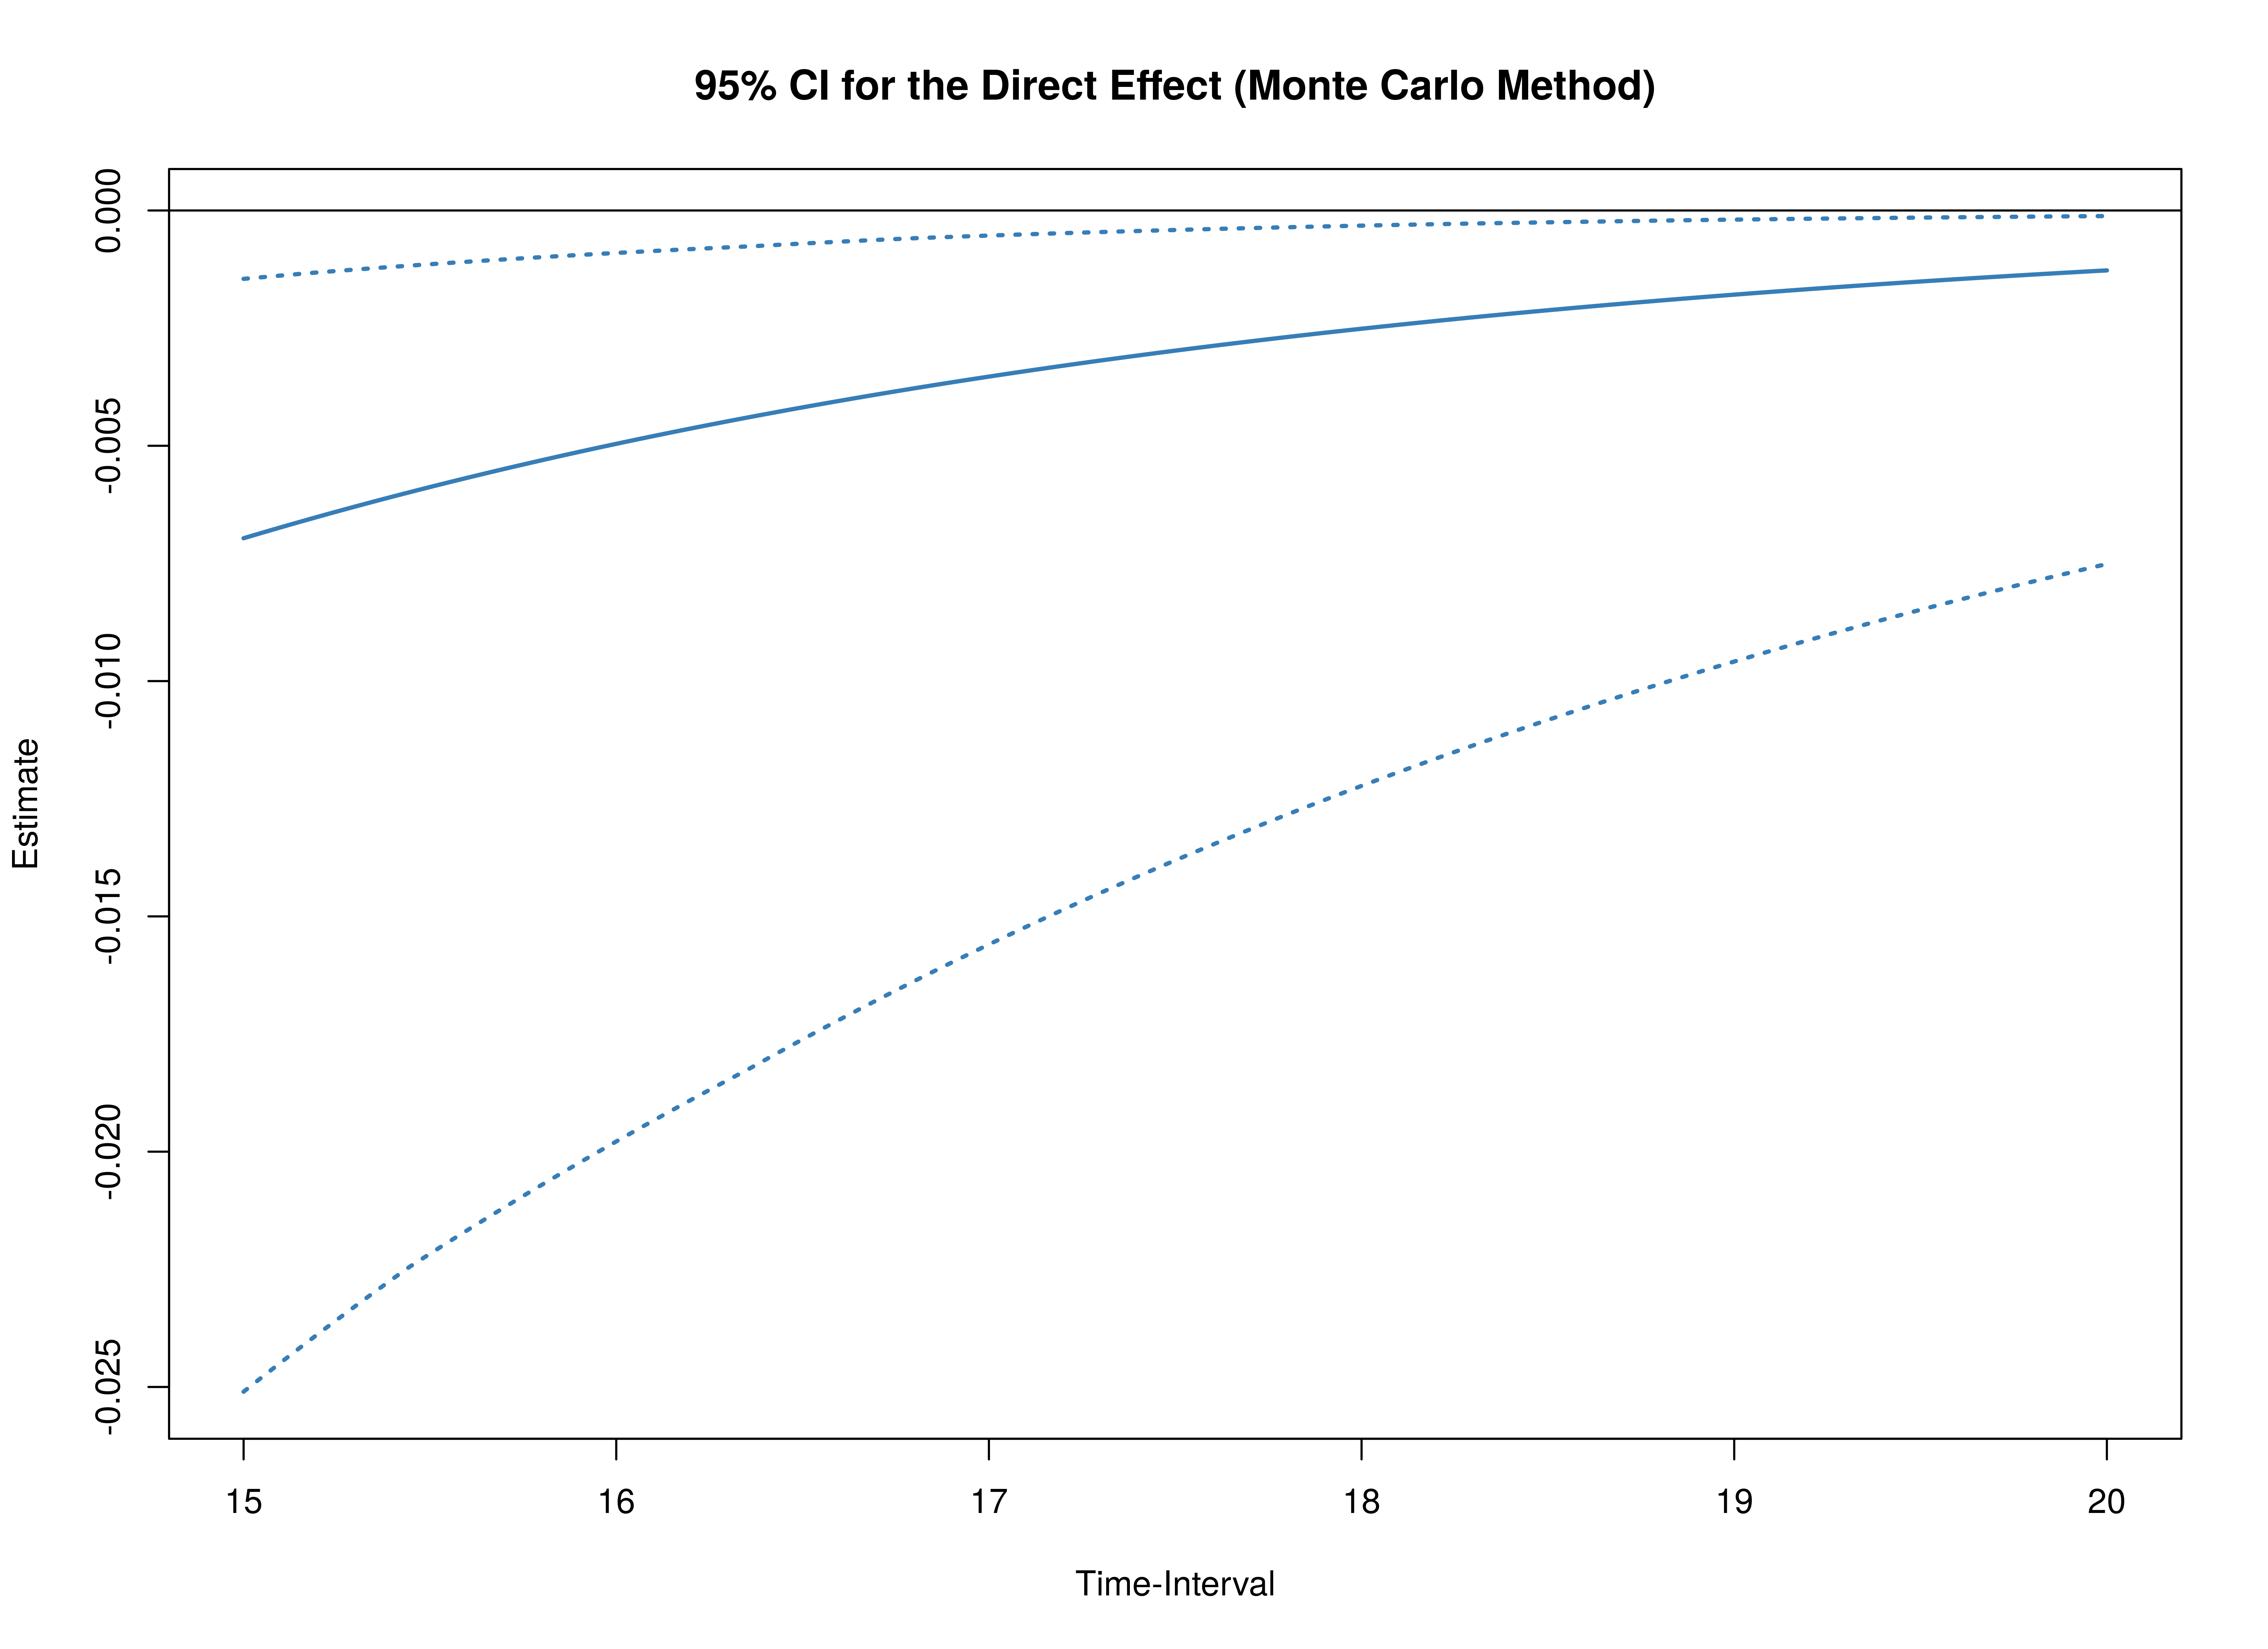 95% CI for the Direct Effect (Monte Carlo Method)
Estimate
0.000
-0.005
-0.010
-0.015
-0.020
-0.025
15 16 17 18 19 20
Time-Interval